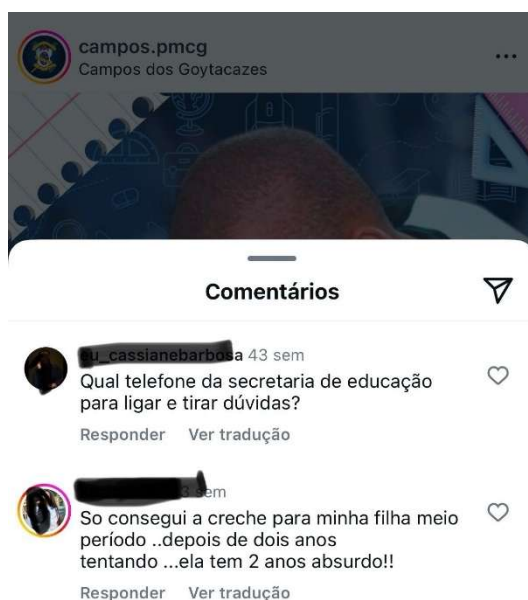 campos.pmcg
Campos dos Goytacazes
Comentários
43 sem
Qual telefone da secretaria de educação
para ligar e tirar dúvidas?
Responder Ver tradução
sem
So consegui a creche para minha filha meio
período ..depois de dois anos
tentando ...ela tem 2 anos absurdo!!
Responder Ver tradução